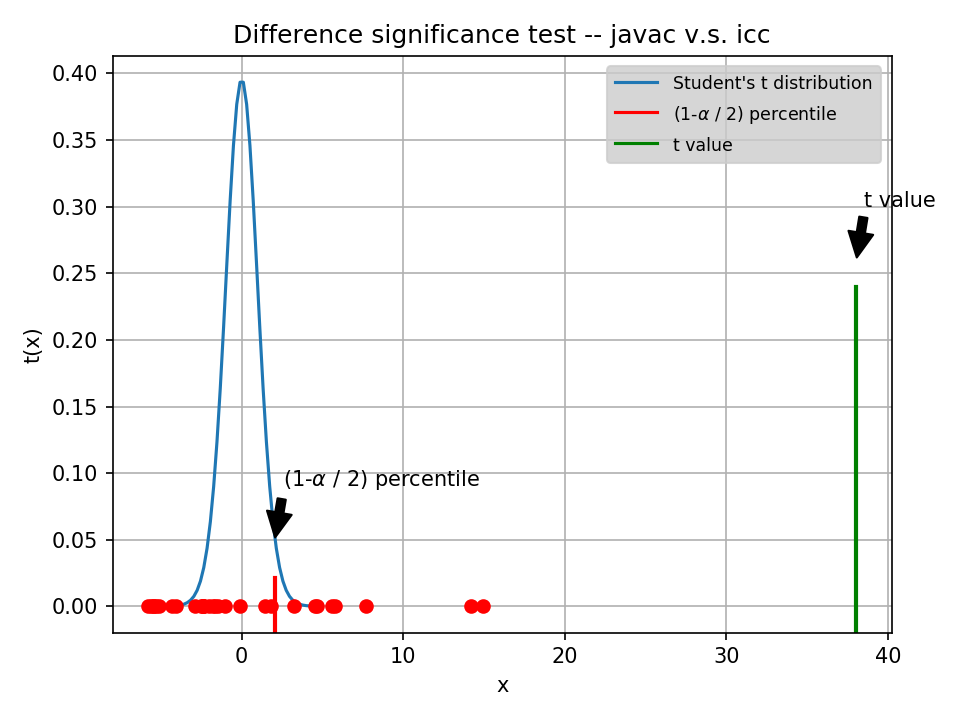 Difference significance test -- javac v.s. icc
0.40
0.35
0.30
0.25
0.20
0.15
0.10
0.05
0.00
t(x)
Student's t distribution
(1-α / 2) percentile
t value
t value
(1-α / 2) percentile
0
10
20
30
40
x